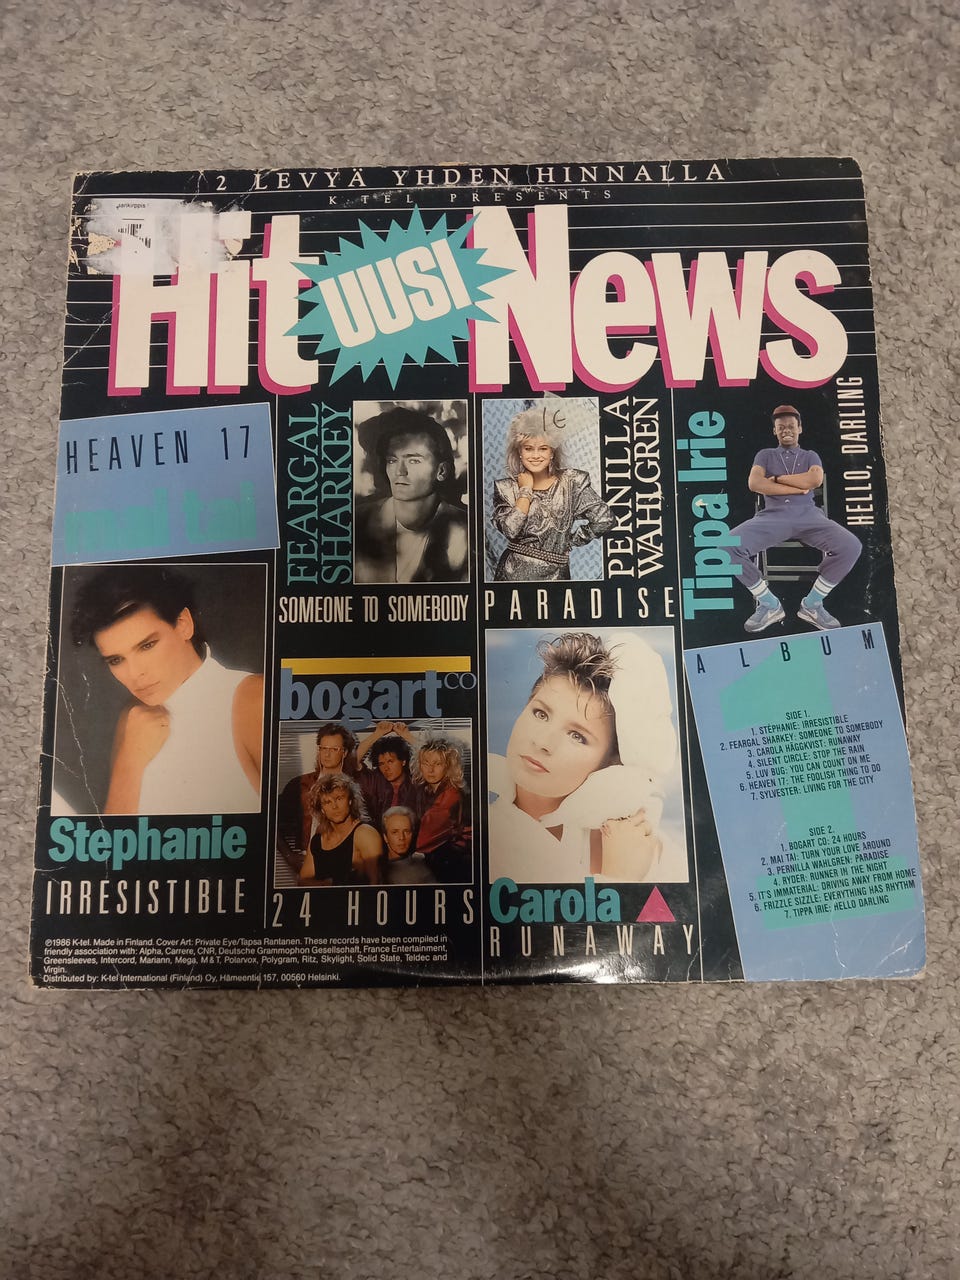 2 LEVYÄ YHDEN HINNALLA
K-TEL PRESENTS
Hit UUSI News
HEAVEN 17
mai tai
FEARGAL
SHARKEY
SOMEONE TO SOMEBODY
1€
PERNILLA
WAHLGREN
PARADISE
Tippa Irie
HELLO, DARLING
Stephanie
IRRESISTIBLE
bogart CO
24 HOURS
Carola
RUNAWAY
ALBUM
1
SIDE 1.
1. STÉPHANIE: IRRESISTIBLE
2. FEARGAL SHARKEY: SOMEONE TO SOMEBODY
3. CAROLA HÄGGKVIST: RUNAWAY
4. SILENT CIRCLE: STOP THE RAIN
5. LUV BUG: YOU CAN COUNT ON ME
6. HEAVEN 17: THE FOOLISH THING TO DO
7. SYLVESTER: LIVING FOR THE CITY
SIDE 2.
1. BOGART CO: 24 HOURS
2. MAI TAI: TURN YOUR LOVE AROUND
3. PERNILLA WAHLGREN: PARADISE
4. RYDER: RUNNER IN THE NIGHT
5. IT'S IMMATERIAL: DRIVING AWAY FROM HOME
6. FRIZZLE SIZZLE: EVERYTHING HAS RHYTHM
7. TIPPA IRIE: HELLO DARLING
℗1986 K-tel. Made in Finland. Cover Art: Private Eye/Tapsa Rantanen. These records have been compiled in
friendly association with: Alpha, Carrere, CNR, Deutsche Grammophon Gesellschaft, France Entertainment,
Greensleeves, Intercord, Mariann, Mega, M & T, Polarvox, Polygram, Ritz, Skylight, Solid State, Teldec and
Virgin.
Distributed by: K-tel International (Finland) Oy, Hämeentie 157, 00560 Helsinki.